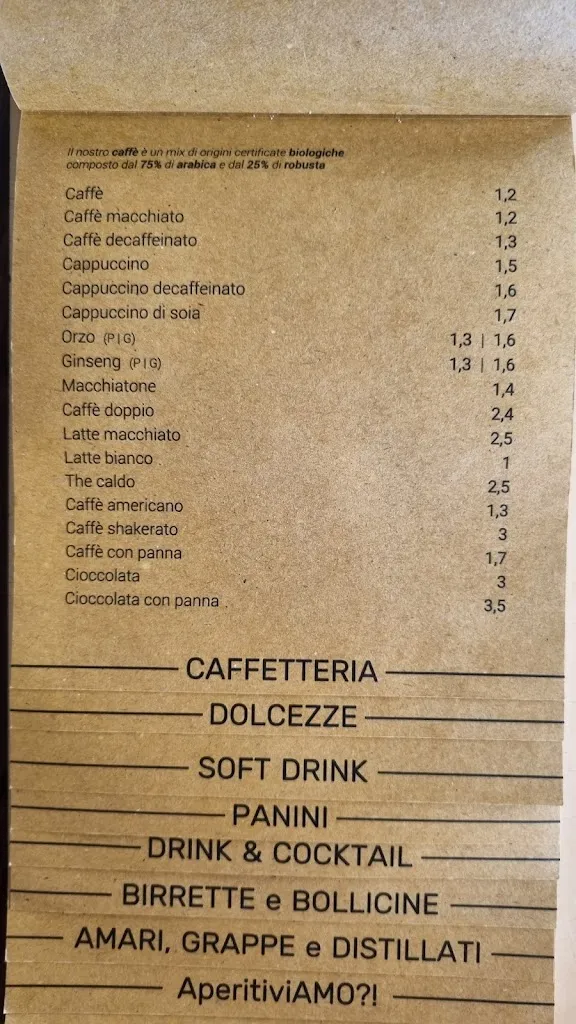 Il nostro caffè è un mix di origini certificate biologiche
composto dal 75% di arabica e dal 25% di robusta
Caffè 1,2
Caffè macchiato 1,2
Caffè decaffeinato 1,3
Cappuccino 1,5
Cappuccino decaffeinato 1,6
Cappuccino di soia 1,7
Orzo (P|G) 1,3 | 1,6
Ginseng (P|G) 1,3 | 1,6
Macchiatone 1,4
Caffè doppio 2,4
Latte macchiato 2,5
Latte bianco 1
The caldo 2,5
Caffè americano 1,3
Caffè shakerato 3
Caffè con panna 1,7
Cioccolata 3
Cioccolata con panna 3,5
CAFFETTERIA
DOLCEZZE
SOFT DRINK
PANINI
DRINK & COCKTAIL
BIRRETTE e BOLLICINE
AMARI, GRAPPE e DISTILLATI
AperitiviAMO?!